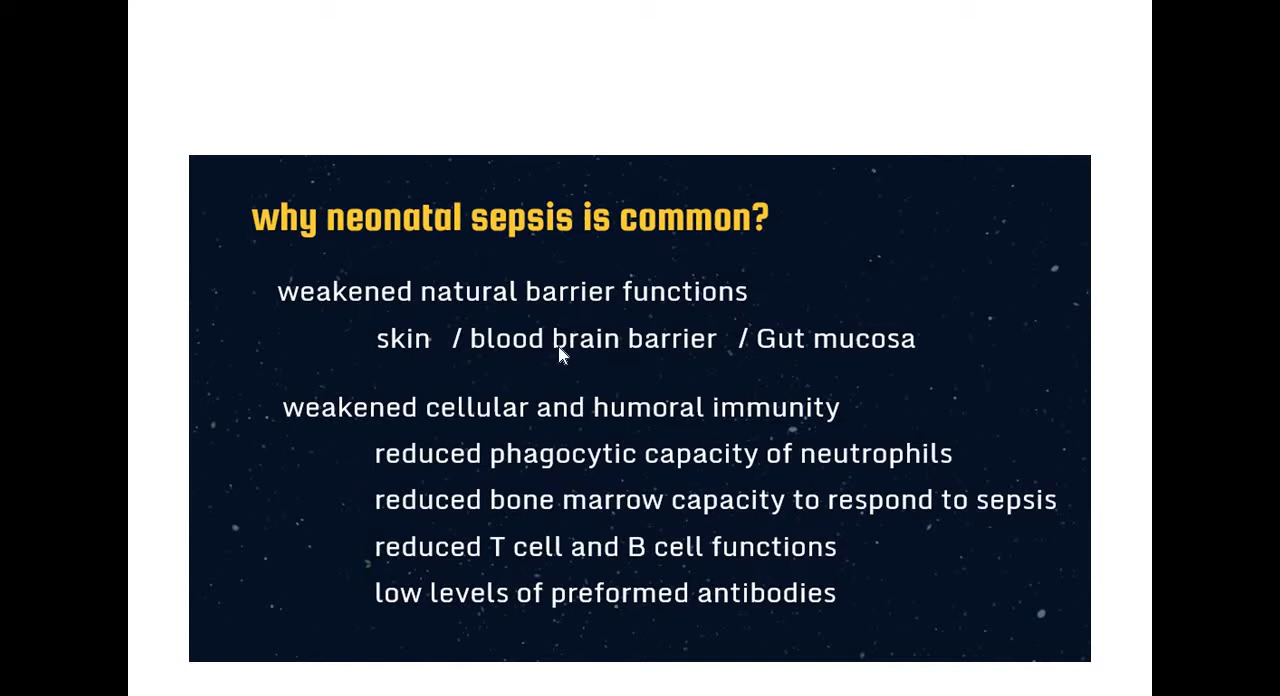 why neonatal sepsis is common?
weakened natural barrier functions
skin / blood brain barrier / Gut mucosa
weakened cellular and humoral immunity
reduced phagocytic capacity of neutrophils
reduced bone marrow capacity to respond to sepsis
reduced T cell and B cell functions
low levels of preformed antibodies